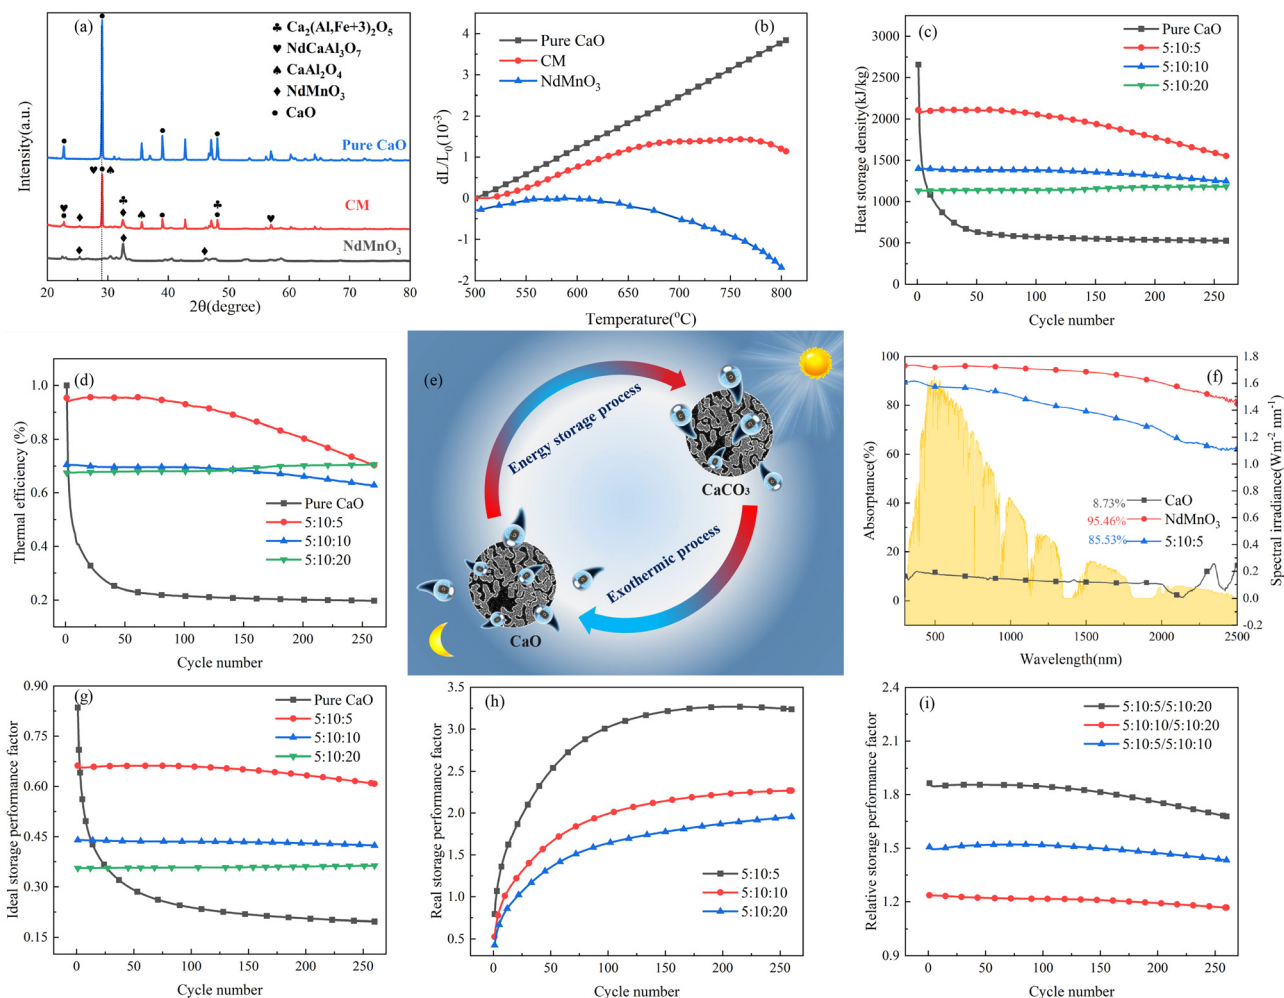 (a)
♣ Ca₂(Al,Fe+3)₂O₅
♥ NdCaAl₃O₇
♠ CaAl₂O₄
♦ NdMnO₃
● CaO
Pure CaO
CM
NdMnO₃
Intensity(a.u.)
20 30 40 50 60 70 80
2θ(degree)
(b)
Pure CaO
CM
NdMnO₃
dL/L₀(10⁻³)
4
3
2
1
0
-1
-2
500 550 600 650 700 750 800
Temperature(°C)
(c)
Pure CaO
5:10:5
5:10:10
5:10:20
Heat storage density(kJ/kg)
3000
2500
2000
1750
1500
1250
1000
500
0
0 50 100 150 200 250
Cycle number
(d)
Pure CaO
5:10:5
5:10:10
5:10:20
Thermal efficiency (%)
1.0
0.8
0.6
0.4
0.2
0 50 100 150 200 250
Cycle number
(e)
Energy storage process
CaCO₃
Exothermic process
CaO
(f)
CaO
NdMnO₃
5:10:5
8.73%
95.46%
85.53%
Absorptance(%)
100
90
80
70
60
50
40
30
20
10
0
Spectral irradiance(Wm⁻² nm⁻¹)
1.8
1.6
1.4
1.2
1.0
0.8
0.6
0.4
0.2
0.0
-0.2
500 1000 1500 2000 2500
Wavelength(nm)
(g)
Pure CaO
5:10:5
5:10:10
5:10:20
Ideal storage performance factor
0.90
0.75
0.60
0.45
0.30
0.15
0 50 100 150 200 250
Cycle number
(h)
5:10:5
5:10:10
5:10:20
Real storage performance factor
3.5
3.0
2.5
2.0
1.5
1.0
0.5
0 50 100 150 200 250
Cycle number
(i)
5:10:5/5:10:20
5:10:10/5:10:20
5:10:5/5:10:10
Relative storage performance factor
2.4
2.1
1.8
1.5
1.2
0.9
0 50 100 150 200 250
Cycle number